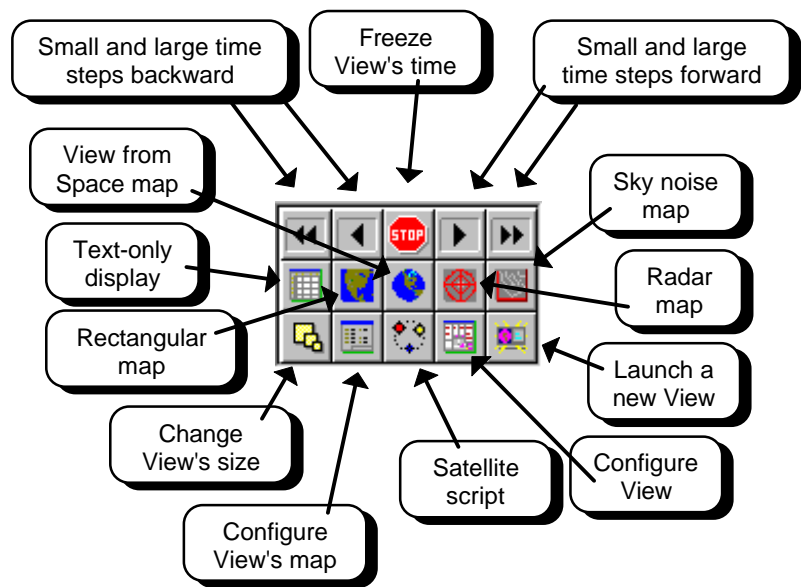 Small and large time
steps backward
Freeze
View's time
Small and large
time steps forward
View from
Space map
Sky noise
map
STOP
Text-only
display
Radar
map
Rectangular
map
Launch a
new View
Change
View's size
Satellite
script
Configure
View
Configure
View's map